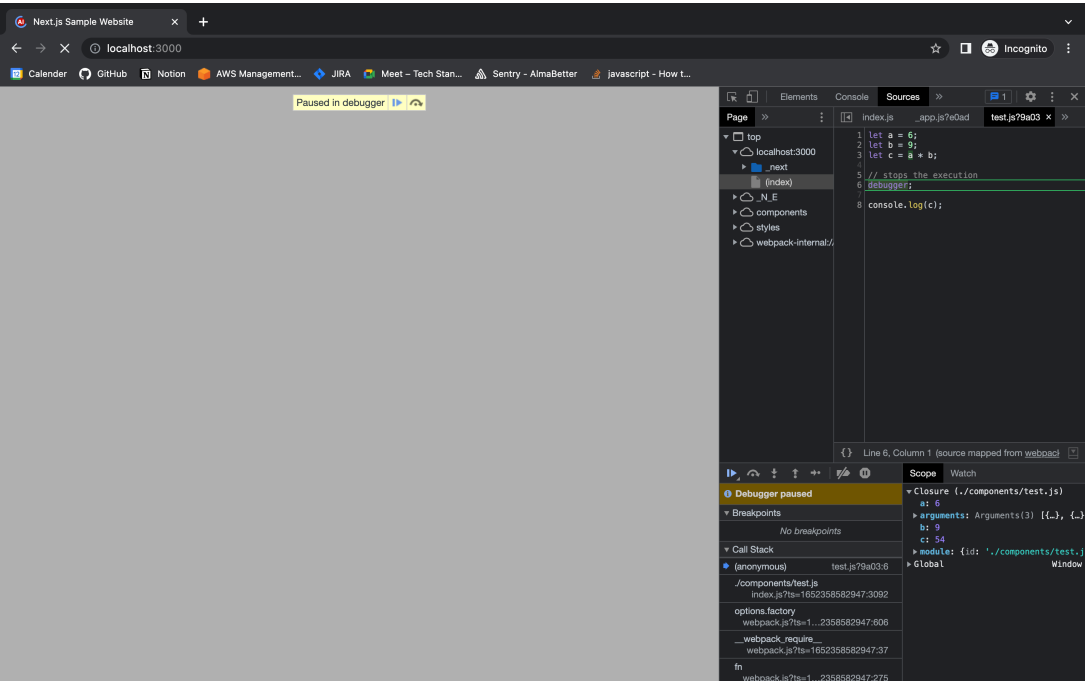 Next.js Sample Website
localhost:3000
Incognito
Calender GitHub Notion AWS Management... JIRA Meet – Tech Stan... Sentry - AlmaBetter javascript - How t...
Paused in debugger
Elements Console Sources » 1
Page » index.js _app.js?e0ad test.js?9a03 × »
top
localhost:3000
_next
(index)
_N_E
components
styles
webpack-internal:/
1 let a = 6;
2 let b = 9;
3 let c = a * b;
4
5 // stops the execution
6 debugger;
7
8 console.log(c);
{} Line 6, Column 1 (source mapped from webpack
Debugger paused
Breakpoints
No breakpoints
Call Stack
(anonymous) test.js?9a03:6
./components/test.js
index.js?ts=1652358582947:3092
options.factory
webpack.js?ts=1…2358582947:606
__webpack_require__
webpack.js?ts=1652358582947:37
fn
webpack.js?ts=1…2358582947:275
Scope Watch
Closure (./components/test.js)
a: 6
arguments: Arguments(3) [{…}, {…}
b: 9
c: 54
module: {id: './components/test.j
Global Window